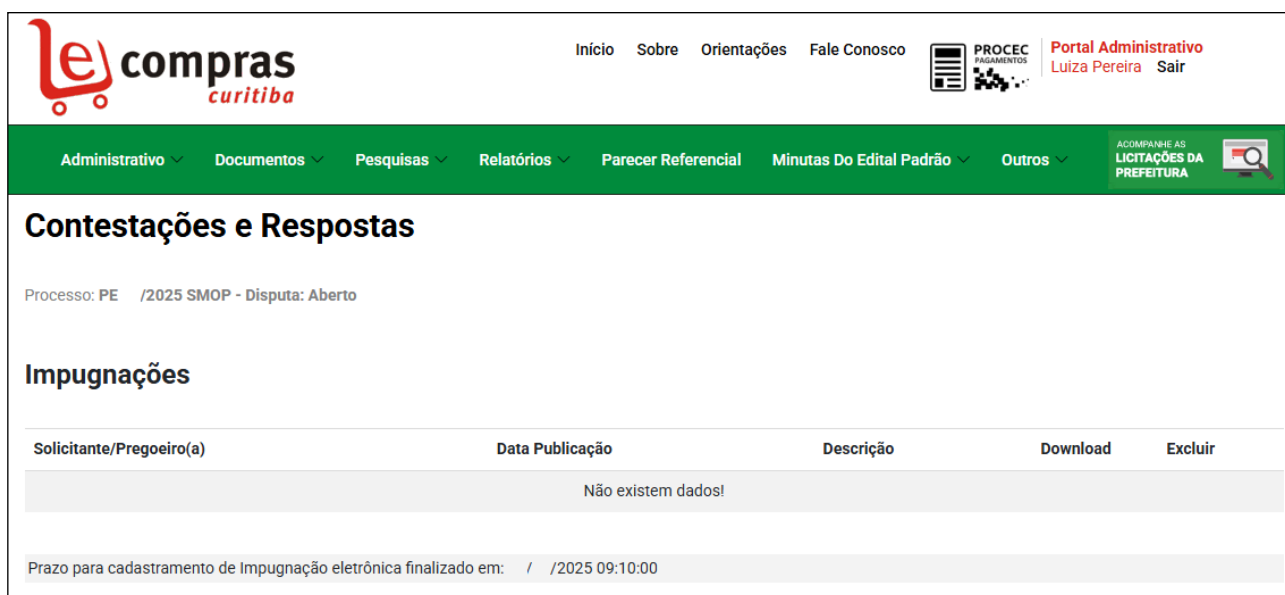 e compras
curitiba
Início Sobre Orientações Fale Conosco
PROCEC
PAGAMENTOS
Portal Administrativo
Luiza Pereira Sair
Administrativo Documentos Pesquisas Relatórios Parecer Referencial Minutas Do Edital Padrão Outros
ACOMPANHE AS
LICITAÇÕES DA
PREFEITURA
Contestações e Respostas
Processo: PE /2025 SMOP - Disputa: Aberto
Impugnações
Solicitante/Pregoeiro(a) Data Publicação Descrição Download Excluir
Não existem dados!
Prazo para cadastramento de Impugnação eletrônica finalizado em: / /2025 09:10:00